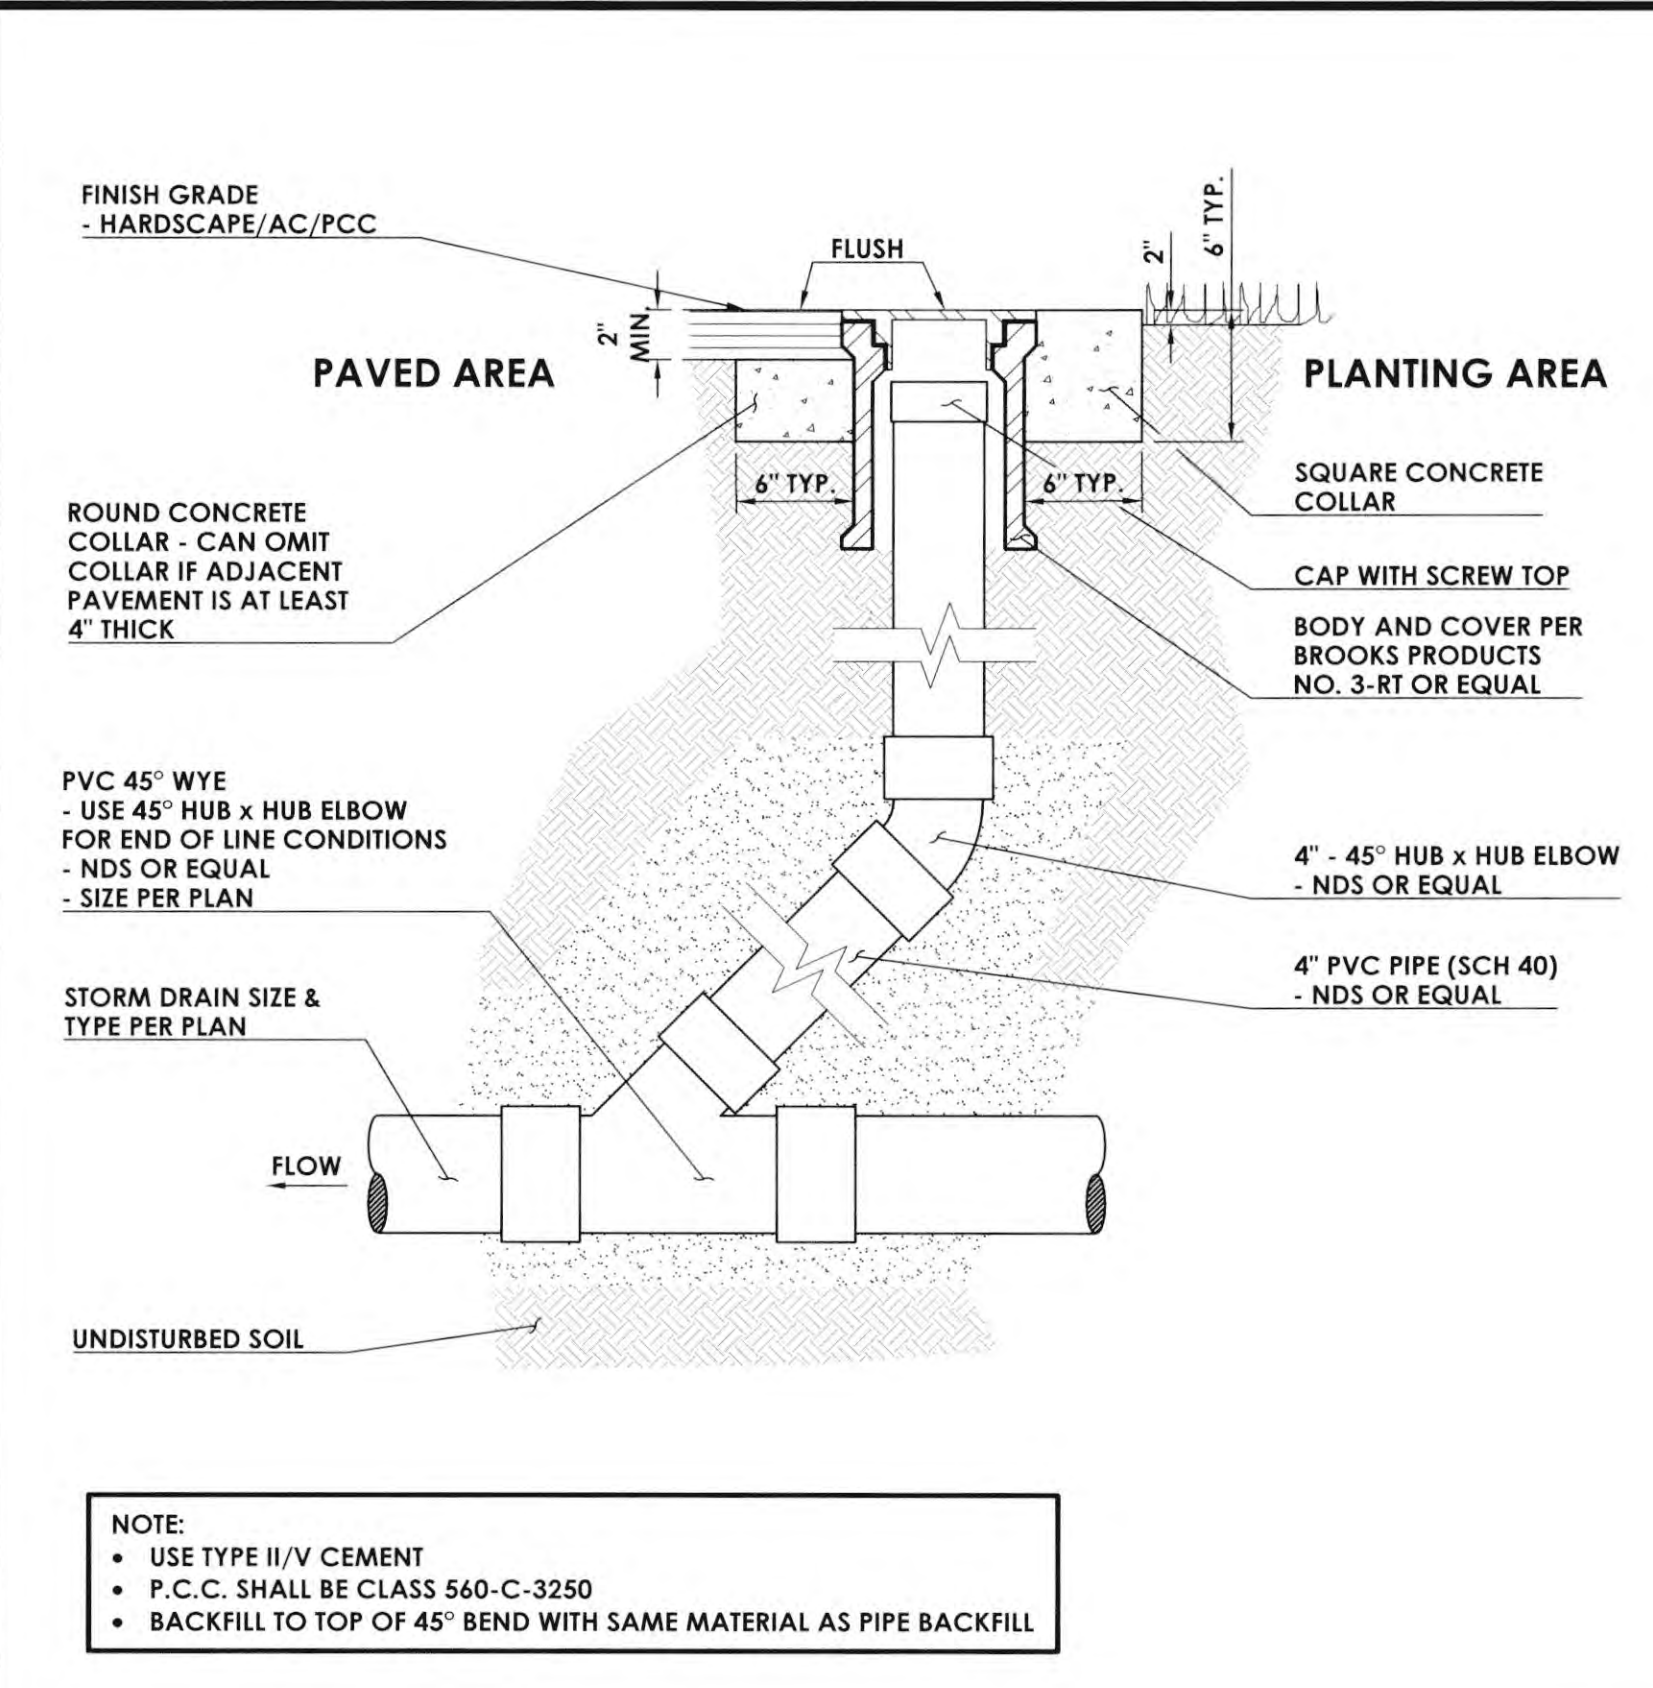 FINISH GRADE
- HARDSCAPE/AC/PCC
FLUSH
2"
6" TYP.
2"
MIN.
PAVED AREA
PLANTING AREA
6" TYP.
6" TYP.
SQUARE CONCRETE
COLLAR
ROUND CONCRETE
COLLAR - CAN OMIT
COLLAR IF ADJACENT
PAVEMENT IS AT LEAST
4" THICK
CAP WITH SCREW TOP
BODY AND COVER PER
BROOKS PRODUCTS
NO. 3-RT OR EQUAL
PVC 45° WYE
- USE 45° HUB x HUB ELBOW
FOR END OF LINE CONDITIONS
- NDS OR EQUAL
- SIZE PER PLAN
4" - 45° HUB x HUB ELBOW
- NDS OR EQUAL
4" PVC PIPE (SCH 40)
- NDS OR EQUAL
STORM DRAIN SIZE &
TYPE PER PLAN
FLOW
UNDISTURBED SOIL
NOTE:
• USE TYPE II/V CEMENT
• P.C.C. SHALL BE CLASS 560-C-3250
• BACKFILL TO TOP OF 45° BEND WITH SAME MATERIAL AS PIPE BACKFILL